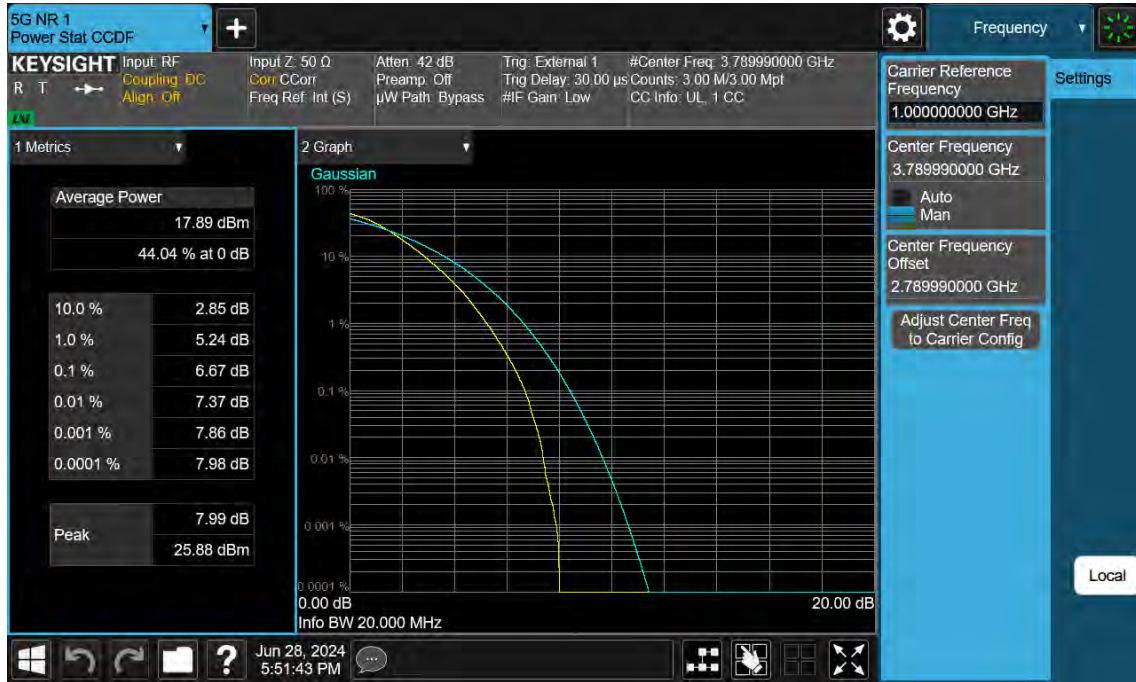 5G NR 1
Power Stat CCDF
+
Frequency
KEYSIGHT
R T
LXI
Input: RF
Coupling: DC
Align: Off
Input Z: 50 Ω
Corr CCorr
Freq Ref: Int (S)
Atten: 42 dB
Preamp: Off
µW Path: Bypass
Trig: External 1
Trig Delay: 30.00 µs
#IF Gain: Low
#Center Freq: 3.789990000 GHz
Counts: 3.00 M/3.00 Mpt
CC Info: UL, 1 CC
1 Metrics
Average Power
17.89 dBm
44.04 % at 0 dB
10.0 % 2.85 dB
1.0 % 5.24 dB
0.1 % 6.67 dB
0.01 % 7.37 dB
0.001 % 7.86 dB
0.0001 % 7.98 dB
Peak
7.99 dB
25.88 dBm
2 Graph
Gaussian
100 %
10 %
1 %
0.1 %
0.01 %
0.001 %
0.0001 %
0.00 dB 20.00 dB
Info BW 20.000 MHz
Carrier Reference
Frequency
1.000000000 GHz
Center Frequency
3.789990000 GHz
Auto
Man
Center Frequency
Offset
2.789990000 GHz
Adjust Center Freq
to Carrier Config
Settings
Local
?
Jun 28, 2024
5:51:43 PM